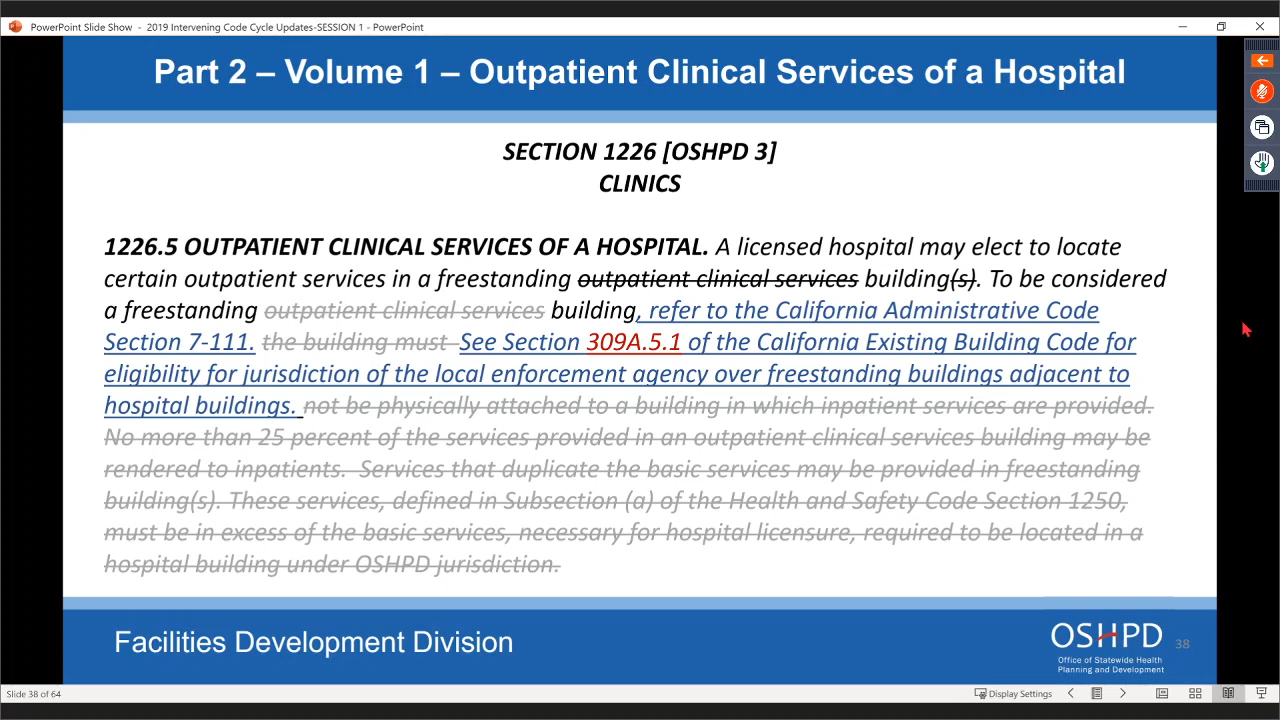 PowerPoint Slide Show - 2019 Intervening Code Cycle Updates-SESSION 1 - PowerPoint
Part 2 – Volume 1 – Outpatient Clinical Services of a Hospital
SECTION 1226 [OSHPD 3]
CLINICS
1226.5 OUTPATIENT CLINICAL SERVICES OF A HOSPITAL. A licensed hospital may elect to locate
certain outpatient services in a freestanding outpatient clinical services building(s). To be considered
a freestanding outpatient clinical services building, refer to the California Administrative Code
Section 7-111. the building must See Section 309A.5.1 of the California Existing Building Code for
eligibility for jurisdiction of the local enforcement agency over freestanding buildings adjacent to
hospital buildings. not be physically attached to a building in which inpatient services are provided.
No more than 25 percent of the services provided in an outpatient clinical services building may be
rendered to inpatients. Services that duplicate the basic services may be provided in freestanding
building(s). These services, defined in Subsection (a) of the Health and Safety Code Section 1250,
must be in excess of the basic services, necessary for hospital licensure, required to be located in a
hospital building under OSHPD jurisdiction.
Facilities Development Division
OSHPD
Office of Statewide Health
Planning and Development
38
Slide 38 of 64
Display Settings